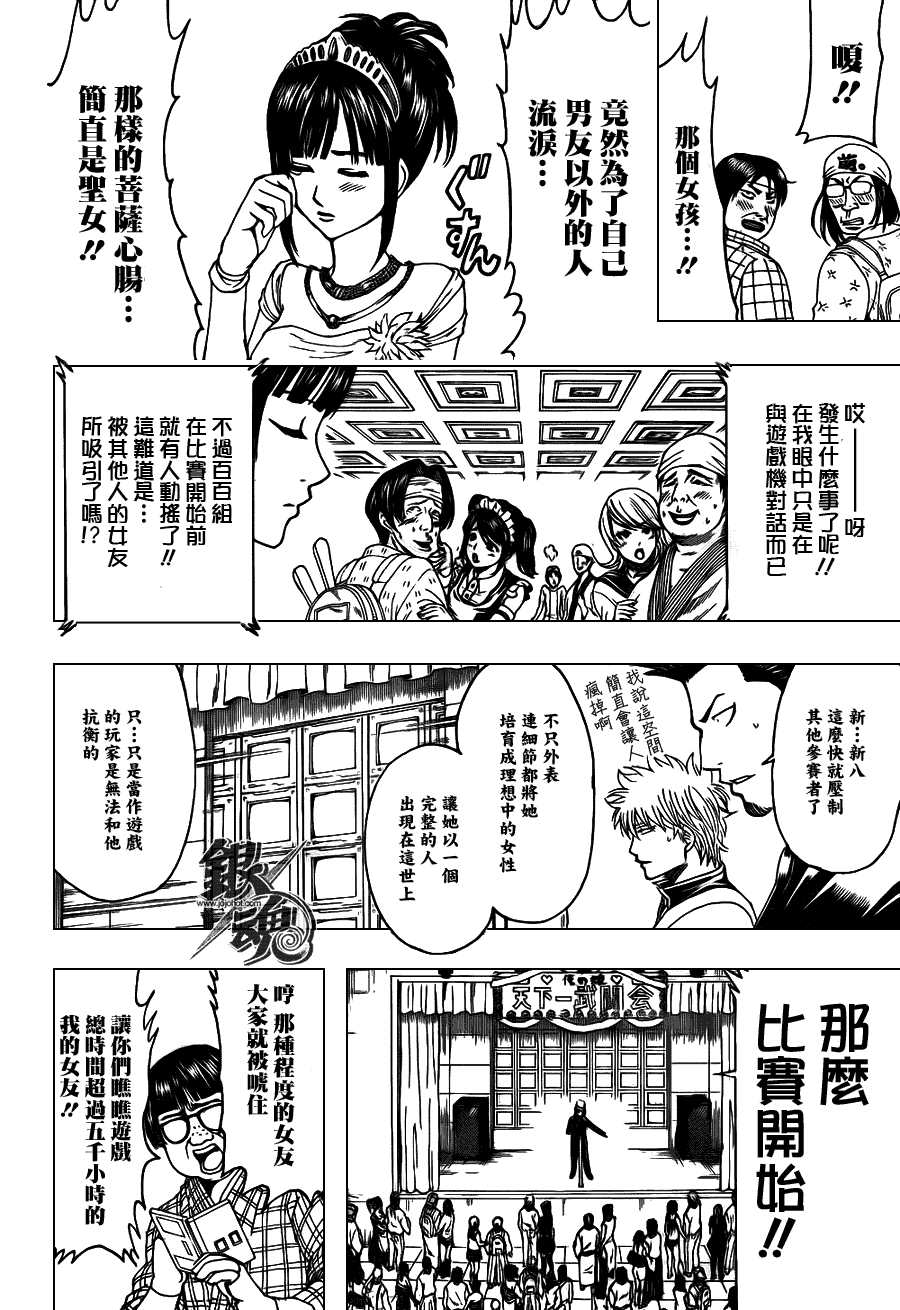 嗄!!
萌。
那個女孩…!!
竟然為了自己
男友以外的人
流淚…
ぐすん
那樣的菩薩心腸…
簡直是聖女!!
哎——呀
發生什麼事了呢!!
在我眼中只是在
與遊戲機對話而已
不過百百組
在比賽開始前
就有人動搖了!!
這難道是…
被其他人的女友
所吸引了嗎!?
新…新八
這麼快就壓制
其他參賽者了
我說這空間
簡直會讓人
瘋掉啊
不只外表
連細節都將她
培育成理想中的女性
讓她以一個
完整的人
出現在這世上
只…只是當作遊戲
的玩家是無法和他
抗衡的
銀魂
www.jojohot.com
那麼
比賽開始!!
俺の嫁
天下一武闘会
哼 那種程度的女友
大家就被唬住
讓你們瞧瞧遊戲
總時間超過五千小時的
我的女友!!